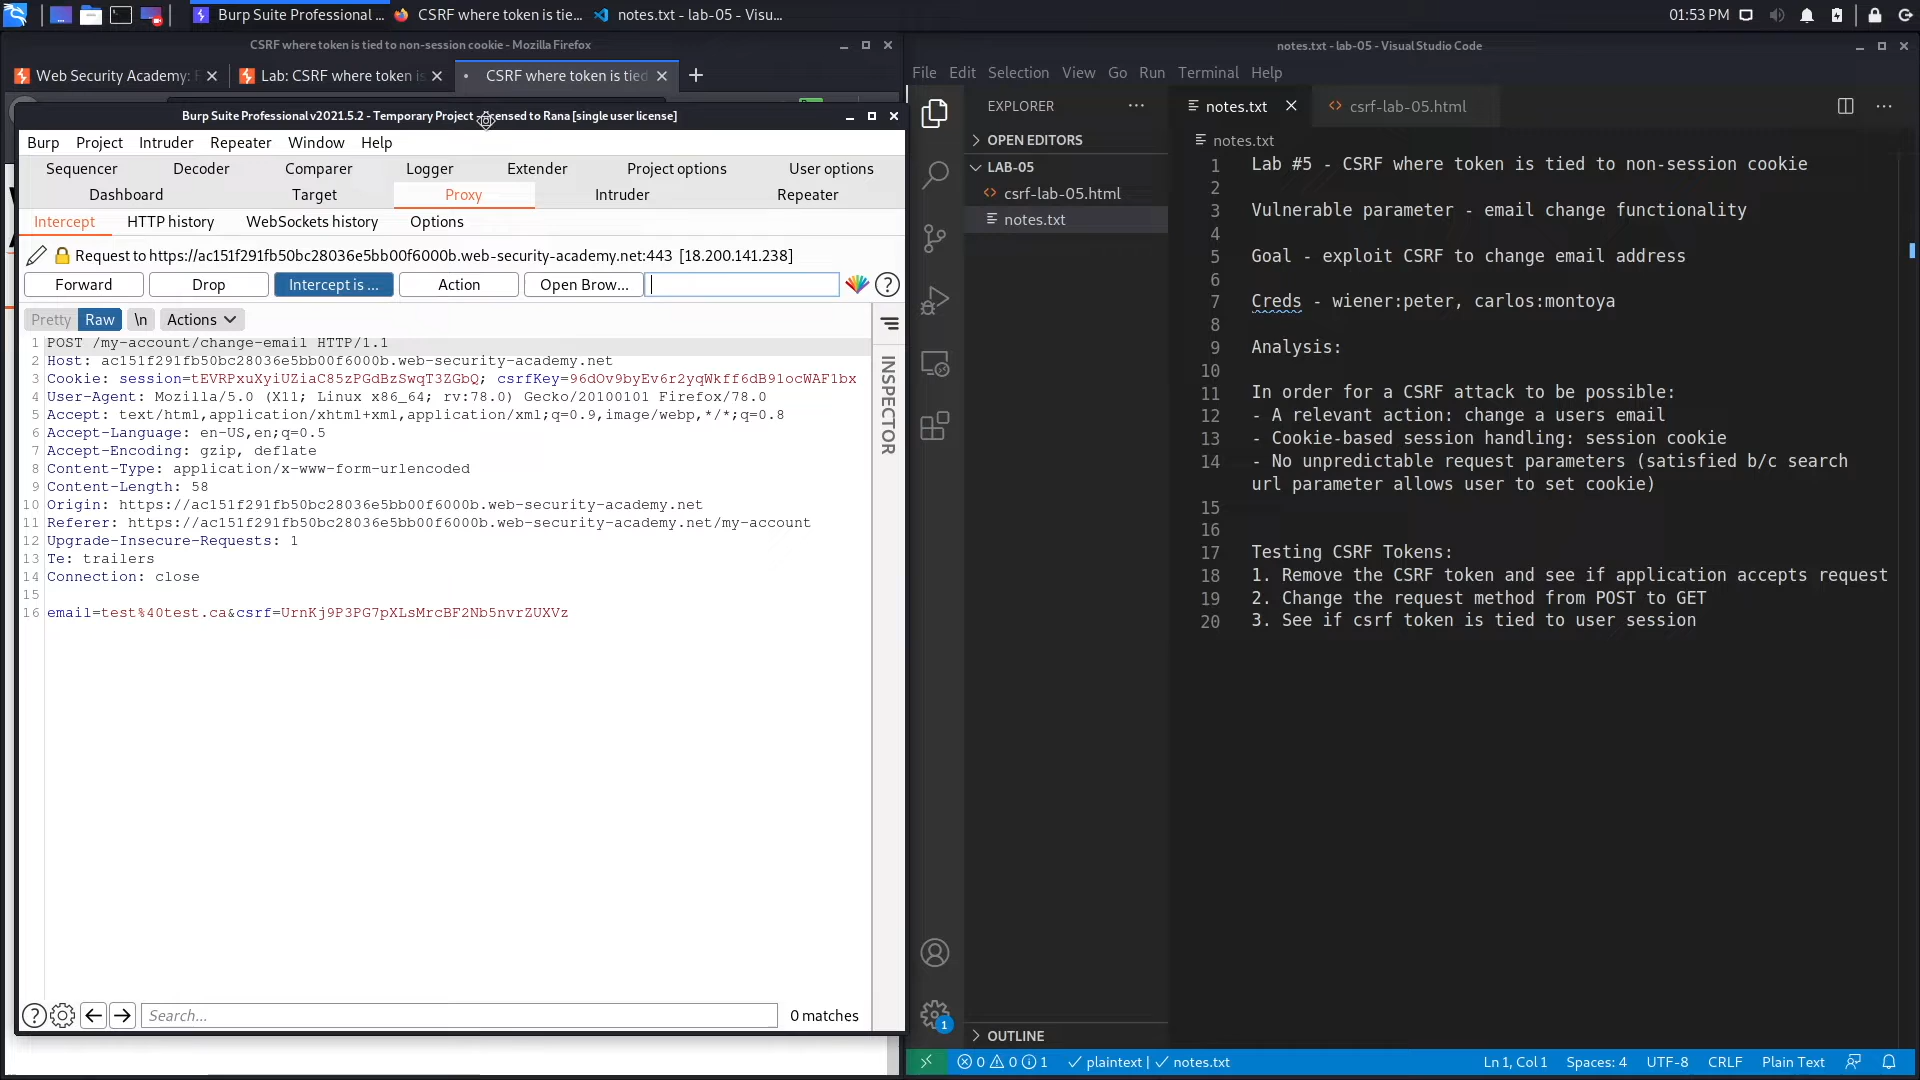 Burp Suite Professional ...
CSRF where token is tie...
notes.txt - lab-05 - Visu...
01:53 PM
CSRF where token is tied to non-session cookie - Mozilla Firefox
Web Security Academy:
Lab: CSRF where token is
CSRF where token is tied
Burp Suite Professional v2021.5.2 - Temporary Project - licensed to Rana [single user license]
Burp Project Intruder Repeater Window Help
Sequencer Decoder Comparer Logger Extender Project options User options
Dashboard Target Proxy Intruder Repeater
Intercept HTTP history WebSockets history Options
Request to https://ac151f291fb50bc28036e5bb00f6000b.web-security-academy.net:443 [18.200.141.238]
Forward Drop Intercept is ... Action Open Brow... ?
Pretty Raw \n Actions
1 POST /my-account/change-email HTTP/1.1
2 Host: ac151f291fb50bc28036e5bb00f6000b.web-security-academy.net
3 Cookie: session=tEVRPxuXyiUZiaC85zPGdBzSwqT3ZGbQ; csrfKey=96dOv9byEv6r2yqWkff6dB9locWAF1bx
4 User-Agent: Mozilla/5.0 (X11; Linux x86_64; rv:78.0) Gecko/20100101 Firefox/78.0
5 Accept: text/html,application/xhtml+xml,application/xml;q=0.9,image/webp,*/*;q=0.8
6 Accept-Language: en-US,en;q=0.5
7 Accept-Encoding: gzip, deflate
8 Content-Type: application/x-www-form-urlencoded
9 Content-Length: 58
10 Origin: https://ac151f291fb50bc28036e5bb00f6000b.web-security-academy.net
11 Referer: https://ac151f291fb50bc28036e5bb00f6000b.web-security-academy.net/my-account
12 Upgrade-Insecure-Requests: 1
13 Te: trailers
14 Connection: close
15
16 email=test%40test.ca&csrf=UrnKj9P3PG7pXLsMrcBF2Nb5nvrZUXVz
INSPECTOR
? Search... 0 matches
notes.txt - lab-05 - Visual Studio Code
File Edit Selection View Go Run Terminal Help
EXPLORER ...
OPEN EDITORS
LAB-05
csrf-lab-05.html
notes.txt
OUTLINE
1
notes.txt csrf-lab-05.html ...
notes.txt
1 Lab #5 - CSRF where token is tied to non-session cookie
2
3 Vulnerable parameter - email change functionality
4
5 Goal - exploit CSRF to change email address
6
7 Creds - wiener:peter, carlos:montoya
8
9 Analysis:
10
11 In order for a CSRF attack to be possible:
12 - A relevant action: change a users email
13 - Cookie-based session handling: session cookie
14 - No unpredictable request parameters (satisfied b/c search
url parameter allows user to set cookie)
15
16
17 Testing CSRF Tokens:
18 1. Remove the CSRF token and see if application accepts request
19 2. Change the request method from POST to GET
20 3. See if csrf token is tied to user session
0 0 1 plaintext | notes.txt Ln 1, Col 1 Spaces: 4 UTF-8 CRLF Plain Text